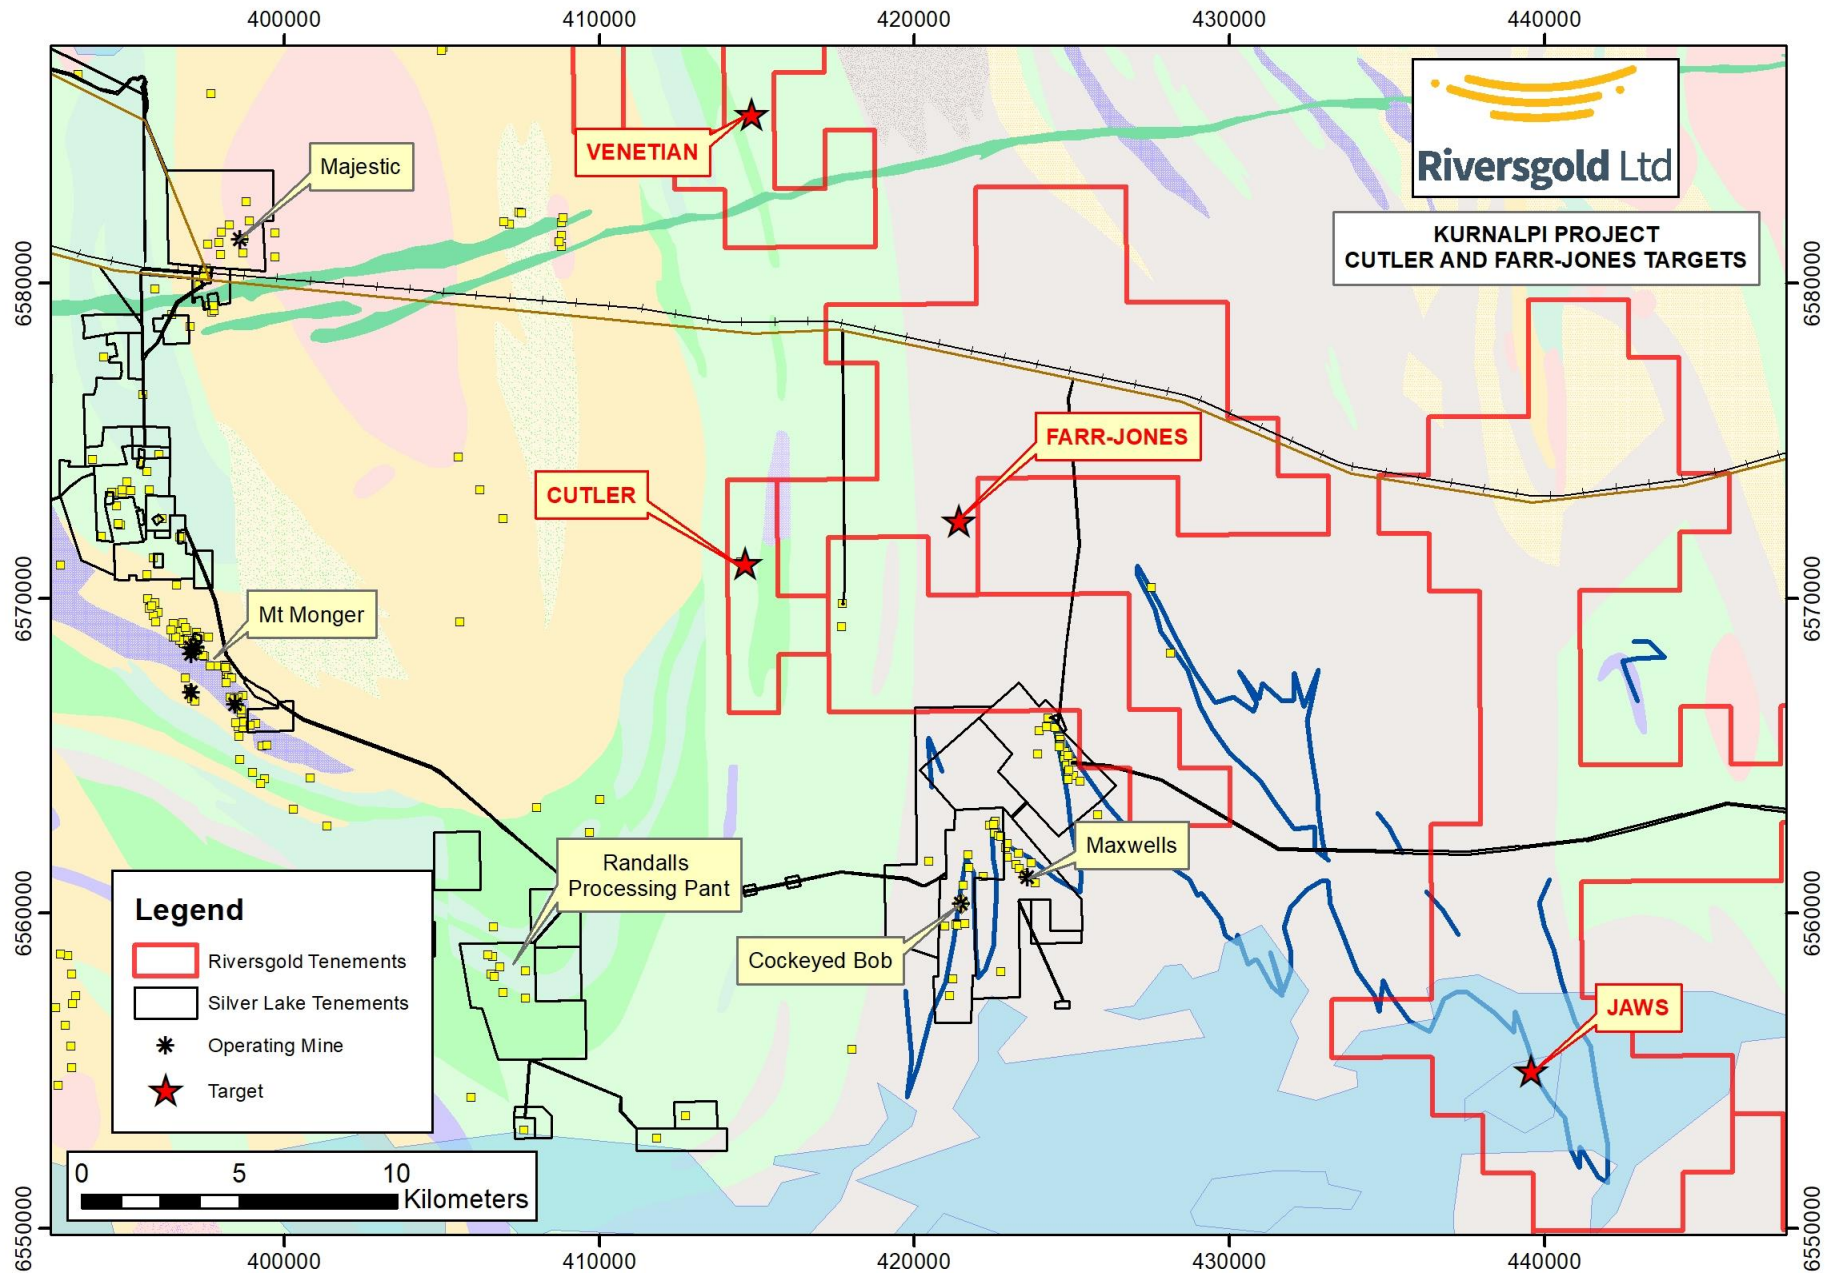 400000
410000
420000
430000
440000
Riversgold Ltd
KURNALPI PROJECT
CUTLER AND FARR-JONES TARGETS
VENETIAN
Majestic
6580000
6580000
FARR-JONES
CUTLER
6570000
6570000
Mt Monger
Maxwells
Randalls
Processing Pant
Cockeyed Bob
6560000
6560000
JAWS
Legend
Riversgold Tenements
Silver Lake Tenements
Operating Mine
Target
0
5
10
Kilometers
6550000
6550000
400000
410000
420000
430000
440000